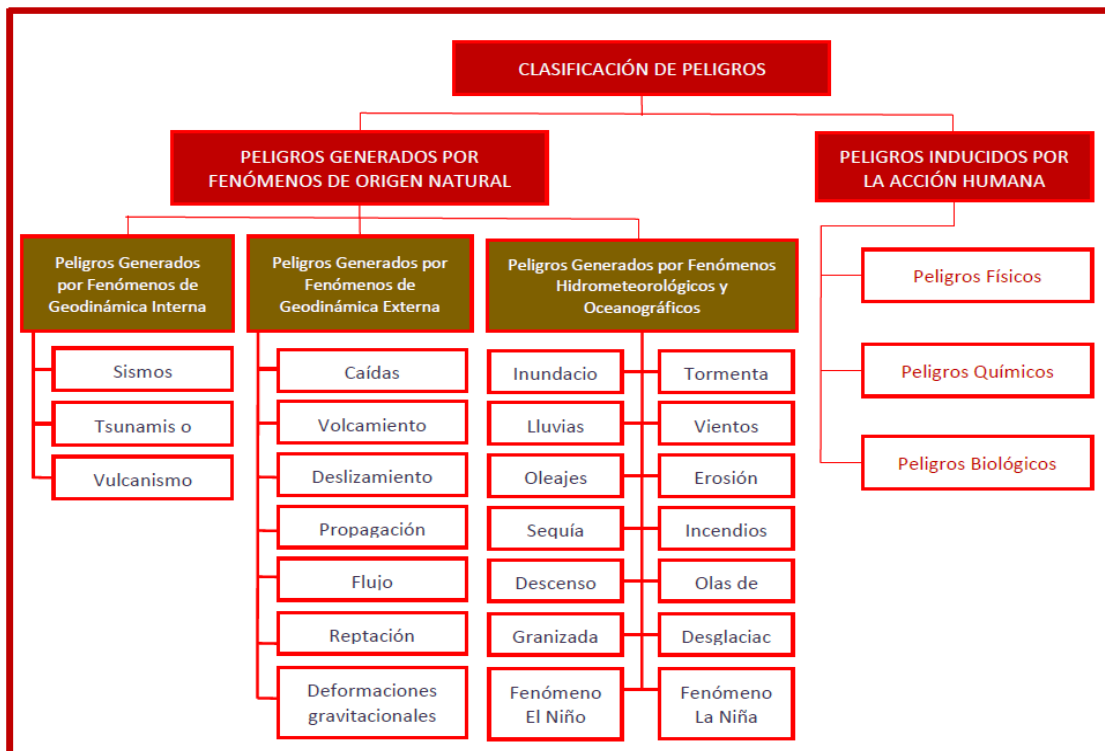 CLASIFICACIÓN DE PELIGROS
PELIGROS GENERADOS POR
FENÓMENOS DE ORIGEN NATURAL
PELIGROS INDUCIDOS POR
LA ACCIÓN HUMANA
Peligros Generados
por Fenómenos de
Geodinámica Interna
Sismos
Tsunamis o
Vulcanismo
Peligros Generados por
Fenómenos de
Geodinámica Externa
Caídas
Volcamiento
Deslizamiento
Propagación
Flujo
Reptación
Deformaciones
gravitacionales
Peligros Generados por Fenómenos
Hidrometeorológicos y
Oceanográficos
Inundacio
Tormenta
Lluvias
Vientos
Oleajes
Erosión
Sequía
Incendios
Descenso
Olas de
Granizada
Desglaciac
Fenómeno
El Niño
Fenómeno
La Niña
Peligros Físicos
Peligros Químicos
Peligros Biológicos